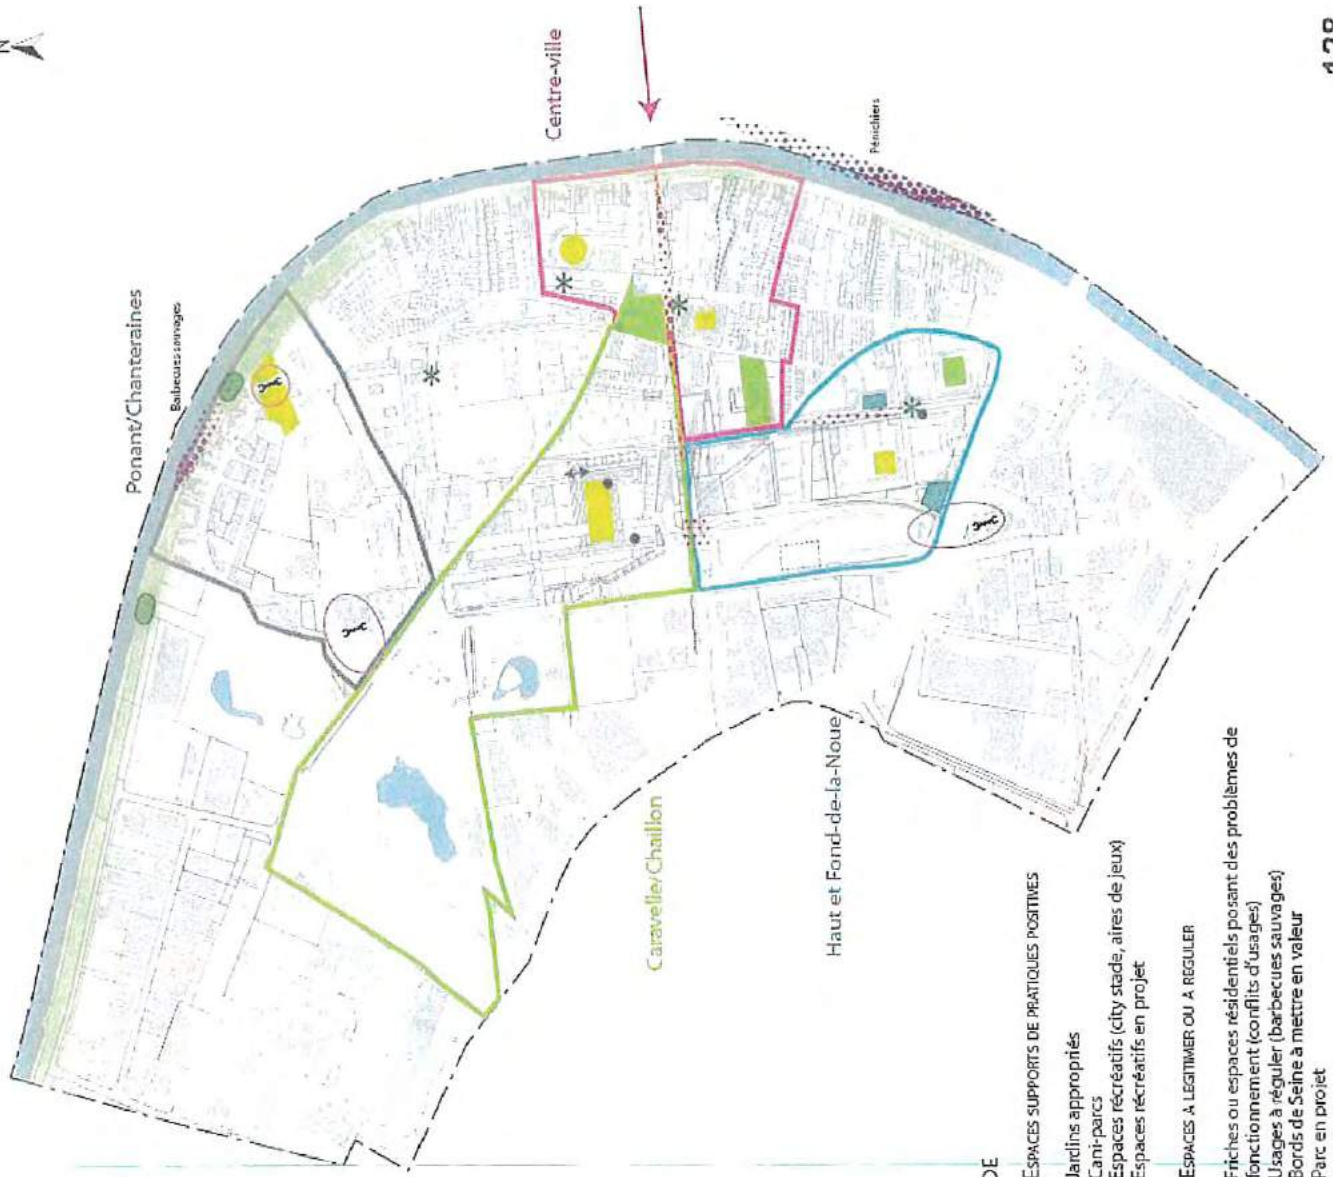 N
Ponant/Chanteraines
Barbecues sauvages
Centre-ville
Pénichiers
Caravelle/Chaillon
Haut et Fond-de-la-Noue
DE
ESPACES SUPPORTS DE PRATIQUES POSITIVES
Jardins appropriés
Cani-parcs
Espaces récréatifs (city stade, aires de jeux)
Espaces récréatifs en projet
ESPACES A LEGITIMER OU A REGULER
Friches ou espaces résidentiels posant des problèmes de
fonctionnement (conflits d'usages)
Usages à réguler (barbecues sauvages)
Bords de Seine à mettre en valeur
Parc en projet